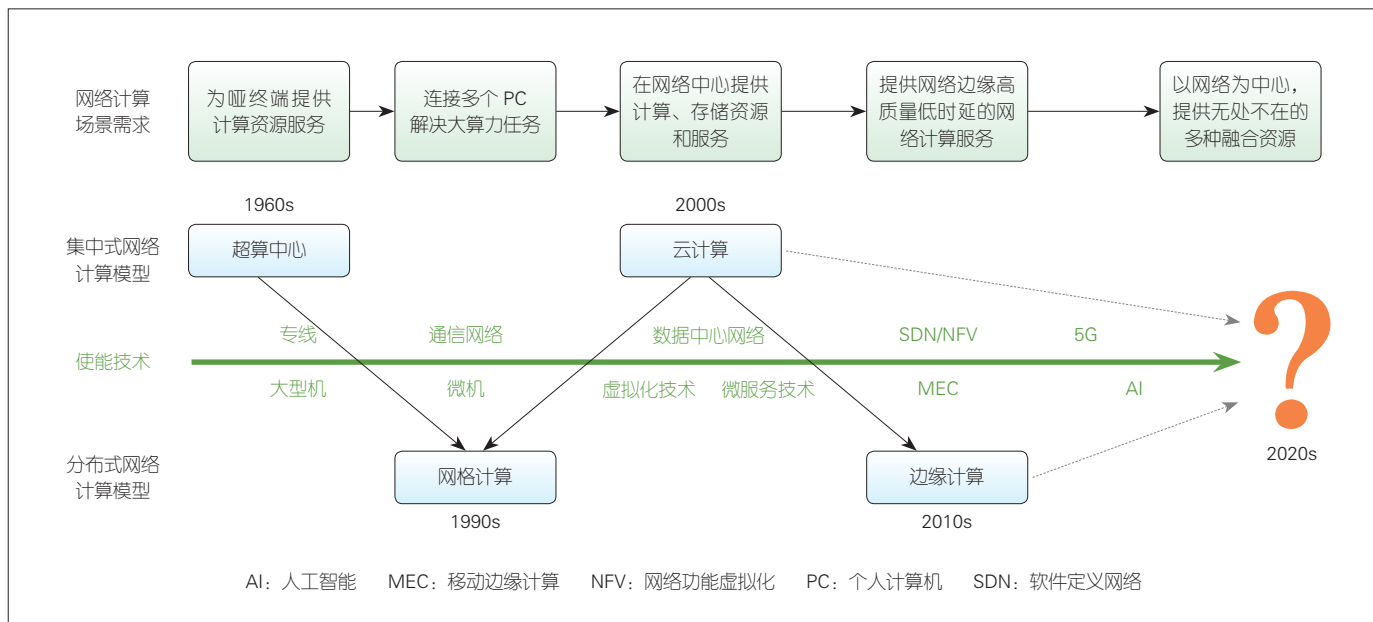 网络计算
场景需求
为哑终端提供
计算资源服务
连接多个 PC
解决大算力任务
在网络中心提供
计算、存储资源
和服务
提供网络边缘高
质量低时延的网
络计算服务
以网络为中心，
提供无处不在的
多种融合资源
1960s
2000s
集中式网络
计算模型
超算中心
云计算
专线
通信网络
数据中心网络
SDN/NFV
5G
使能技术
大型机
微机
虚拟化技术
微服务技术
MEC
AI
?
2020s
分布式网络
计算模型
网格计算
边缘计算
1990s
2010s
AI：人工智能 MEC：移动边缘计算 NFV：网络功能虚拟化 PC：个人计算机 SDN：软件定义网络